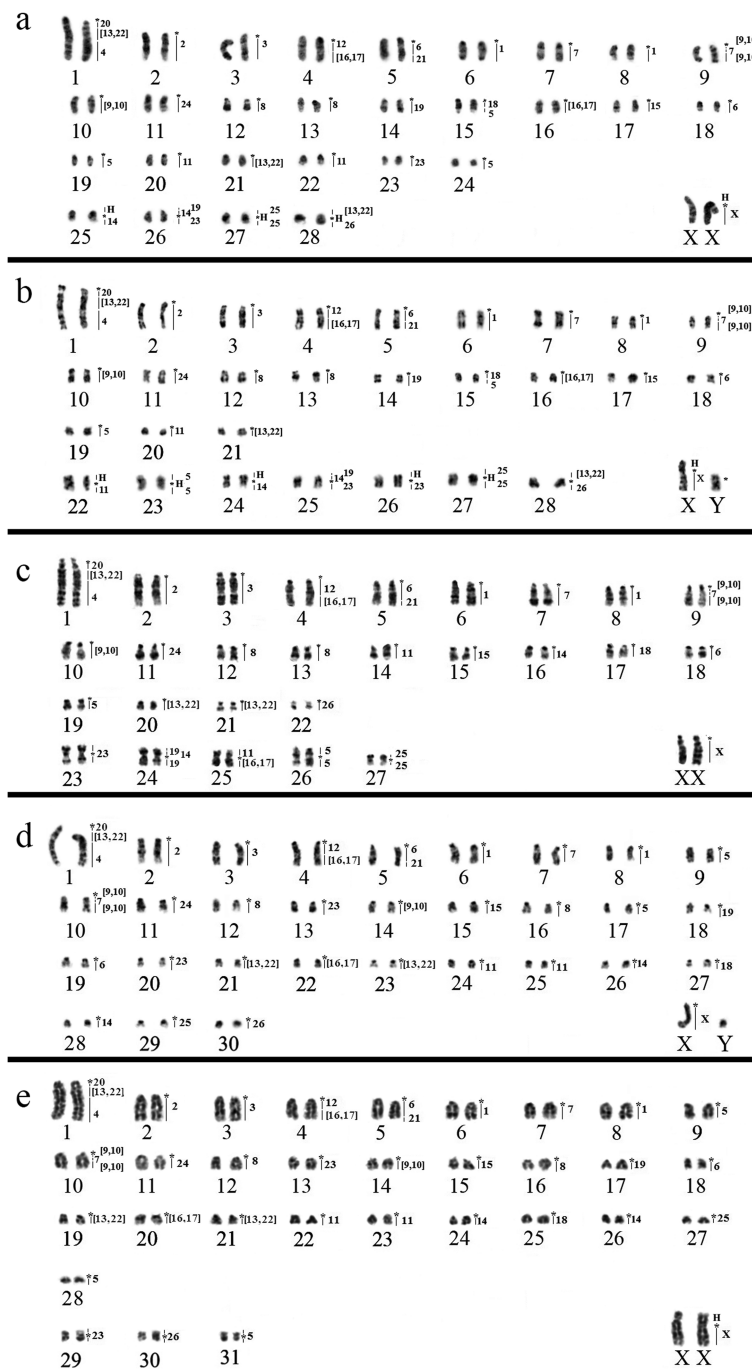 a
*20 [13,22] 4 *2 *3 *12 [16,17] *6 21 *1 *7 *1 *7 [9,10 [9,10
1 2 3 4 5 6 7 8 9
*[9,10] *24 *8 *8 *19 *18 5 *[16,17] *15 *6
10 11 12 13 14 15 16 17 18
*5 *11 *[13,22] *11 *23 *5
19 20 21 22 23 24
H 14 14 19 23 H 25 25 H [13,22] 26 H * X
25 26 27 28 X X
b
*20 [13,22] 4 *2 *3 *12 [16,17] *6 21 *1 *7 *1 *7 [9,10] [9,10]
1 2 3 4 5 6 7 8 9
*[9,10] *24 *8 *8 *19 *18 5 *[16,17] *15 *6
10 11 12 13 14 15 16 17 18
*5 *11 *[13,22]
19 20 21
H 11 H 5 5 H 14 14 19 23 H 23 H 25 25 [13,22] 26 H * X *
22 23 24 25 26 27 28 X Y
c
*20 [13,22] 4 *2 *3 *12 [16,17] *6 21 *1 *7 *1 *7 [9,10] [9,10]
1 2 3 4 5 6 7 8 9
*[9,10] *24 *8 *8 *11 *15 *14 *18 *6
10 11 12 13 14 15 16 17 18
*5 *[13,22] *[13,22] *26
19 20 21 22
23 19 14 19 11 [16,17] 5 5 25 25 * X
23 24 25 26 27 XX
d
*20 [13,22] 4 *2 *3 *12 [16,17] *6 21 *1 *7 *1 *5
1 2 3 4 5 6 7 8 9
*7 [9,10] [9,10] *24 *8 *23 *[9,10] *15 *8 *5 *19
10 11 12 13 14 15 16 17 18
*6 *23 *[13,22] *[16,17] *[13,22] *11 *11 *14 *18
19 20 21 22 23 24 25 26 27
*14 *25 *26 * X
28 29 30 X Y
e
*20 [13,22] 4 *2 *3 *12 [16,17] *6 21 *1 *7 *1 *5
1 2 3 4 5 6 7 8 9
*7 [9,10] [9,10] *24 *8 *23 *[9,10] *15 *8 *19 *6
10 11 12 13 14 15 16 17 18
*[13,22] *[16,17] *[13,22] *11 *11 *14 *18 *14 *25
19 20 21 22 23 24 25 26 27
*5
28
23 26 5 H * X
29 30 31 X X